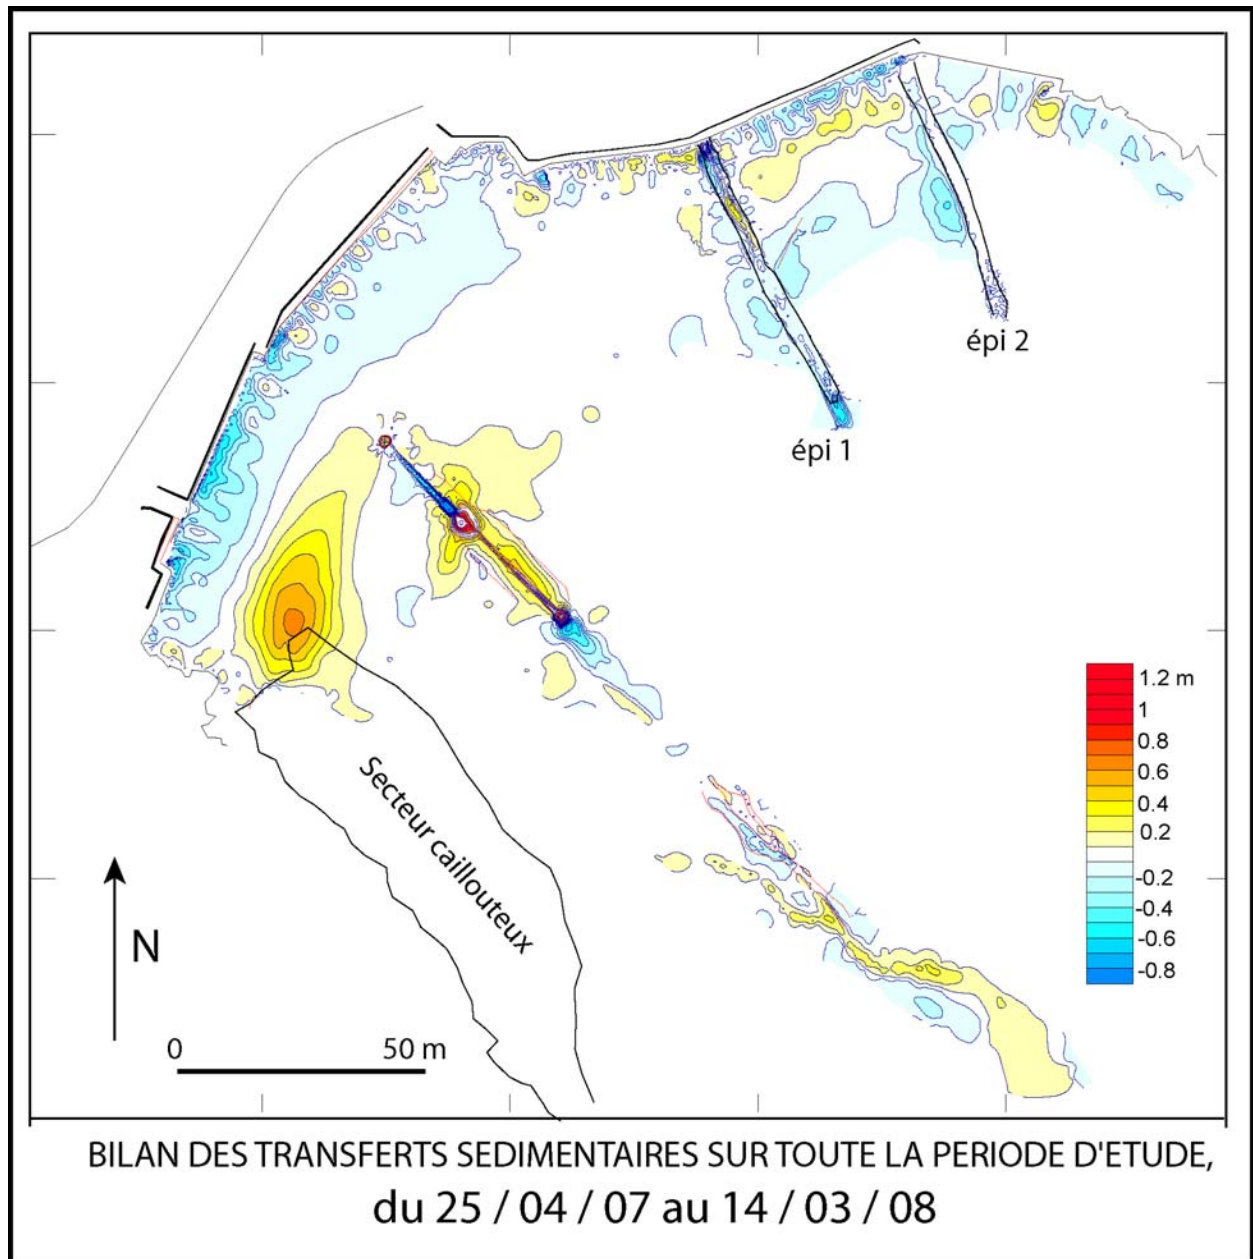 épi 2
épi 1
1.2 m
1
0.8
0.6
0.4
0.2
-0.2
-0.4
-0.6
-0.8
Secteur caillouteux
N
0 50 m
BILAN DES TRANSFERTS SEDIMENTAIRES SUR TOUTE LA PERIODE D'ETUDE,
du 25 / 04 / 07 au 14 / 03 / 08